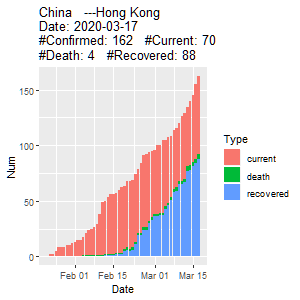 China ---Hong Kong
Date: 2020-03-17
#Confirmed: 162 #Current: 70
#Death: 4 #Recovered: 88
150
100
50
0
Num
Feb 01 Feb 15 Mar 01 Mar 15
Date
Type
current
death
recovered